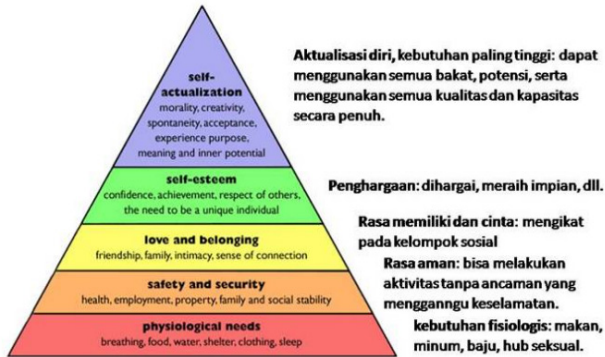 self-
actualization
morality, creativity,
spontaneity, acceptance,
experience purpose,
meaning and inner potential
Aktualisasi diri, kebutuhan paling tinggi: dapat
menggunakan semua bakat, potensi, serta
menggunakan semua kualitas dan kapasitas
secara penuh.
self-esteem
confidence, achievement, respect of others,
the need to be a unique individual
Penghargaan: dihargai, meraih impian, dll.
love and belonging
friendship, family, intimacy, sense of connection
Rasa memiliki dan cinta: mengikat
pada kelompok sosial
safety and security
health, employment, property, family and social stability
Rasa aman: bisa melakukan
aktivitas tanpa ancaman yang
mengganngu keselamatan.
physiological needs
breathing, food, water, shelter, clothing, sleep
kebutuhan fisiologis: makan,
minum, baju, hub seksual.